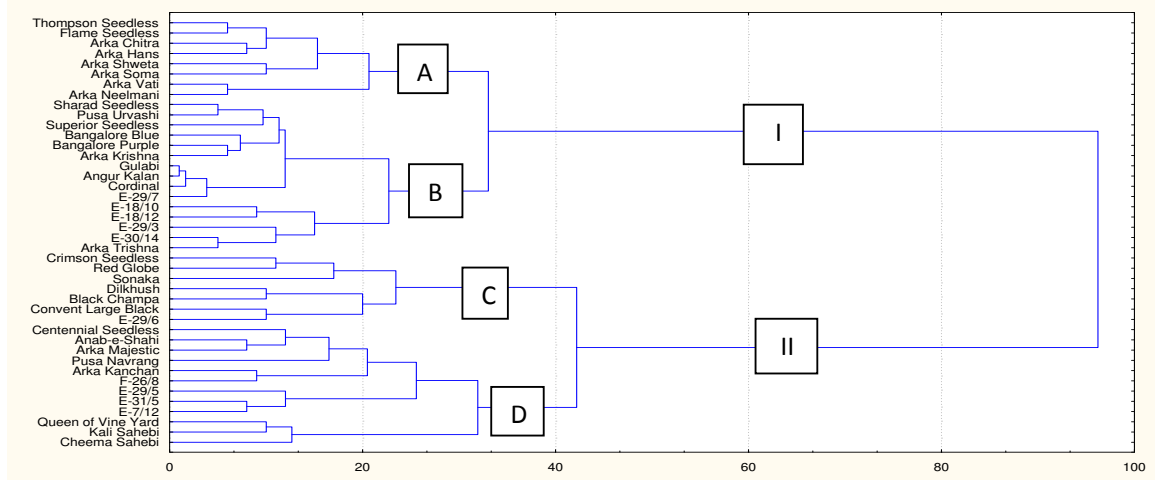 Thompson Seedless
Flame Seedless
Arka Chitra
Arka Hans
Arka Shweta
Arka Soma
Arka Vati
Arka Neelmani
Sharad Seedless
Pusa Urvashi
Superior Seedless
Bangalore Blue
Bangalore Purple
Arka Krishna
Gulabi
Angur Kalan
Cordinal
E-29/7
E-18/10
E-18/12
E-29/3
E-30/14
Arka Trishna
Crimson Seedless
Red Globe
Sonaka
Dilkhush
Black Champa
Convent Large Black
E-29/6
Centennial Seedless
Anab-e-Shahi
Arka Majestic
Pusa Navrang
Arka Kanchan
F-26/8
E-29/5
E-31/5
E-7/12
Queen of Vine Yard
Kali Sahebi
Cheema Sahebi
A
B
C
D
I
II
0 20 40 60 80 100